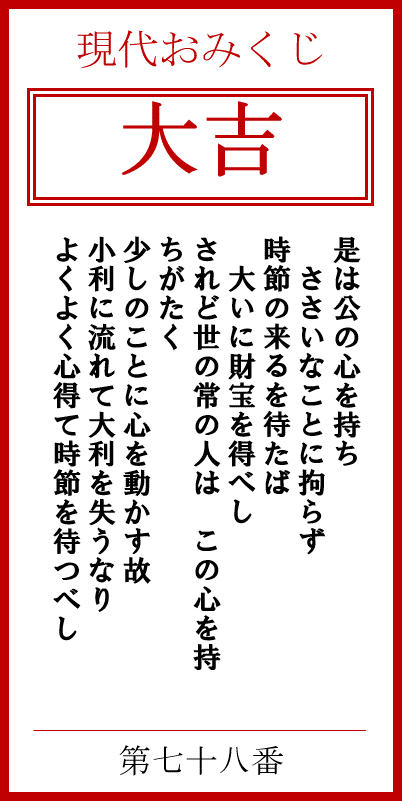 現代おみくじ
大吉
是は公の心を持ち
ささいなことに拘らず
時節の来るを待たば
大いに財宝を得べし
されど世の常の人は　この心を持
ちがたく
少しのことに心を動かす故
小利に流れて大利を失うなり
よくよく心得て時節を待つべし
第七十八番